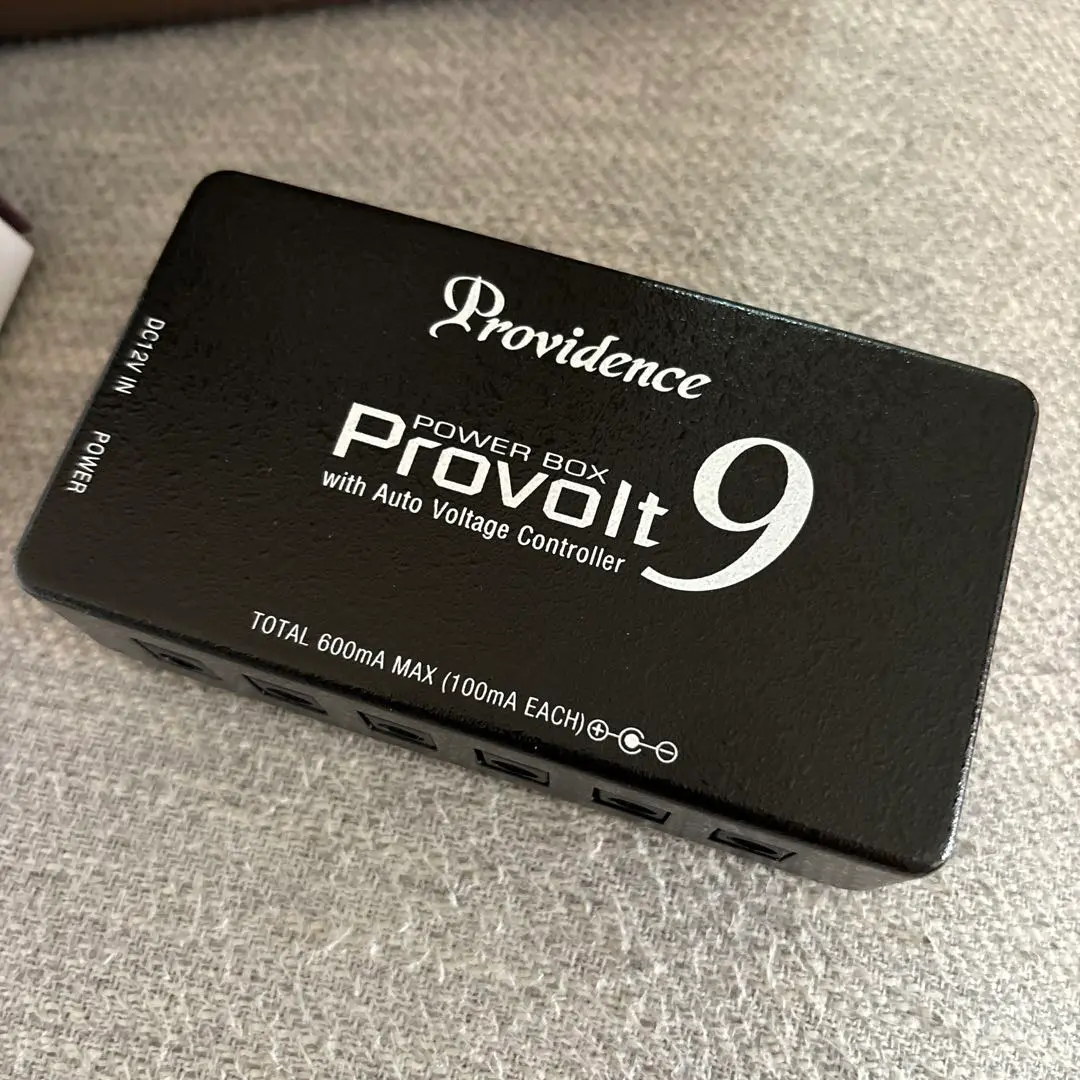 Providence
POWER BOX
Provolt 9
with Auto Voltage Controller
DC12V IN
POWER
TOTAL 600mA MAX (100mA EACH)